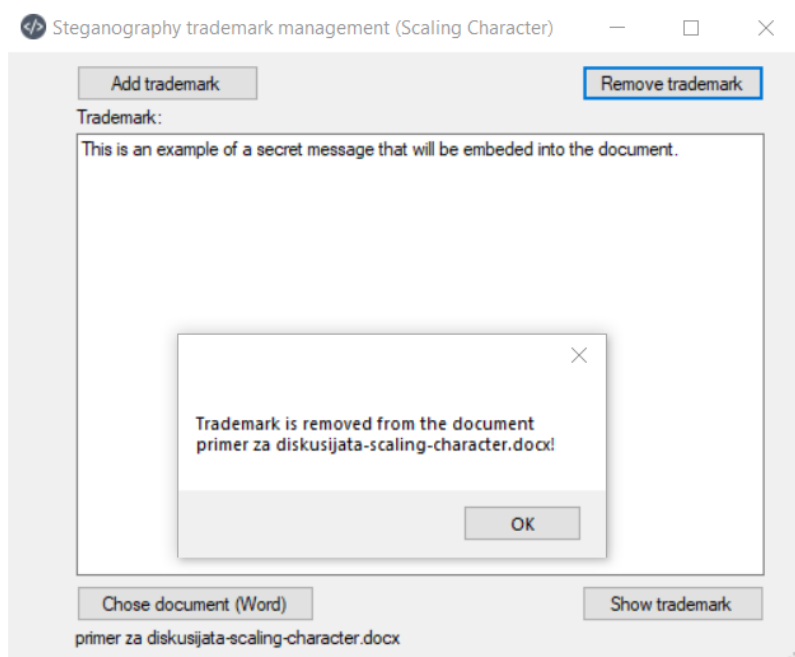 Steganography trademark management (Scaling Character)
Add trademark
Remove trademark
Trademark:
This is an example of a secret message that will be embeded into the document.
Trademark is removed from the document
primer za diskusijata-scaling-character.docx!
OK
Chose document (Word)
Show trademark
primer za diskusijata-scaling-character.docx